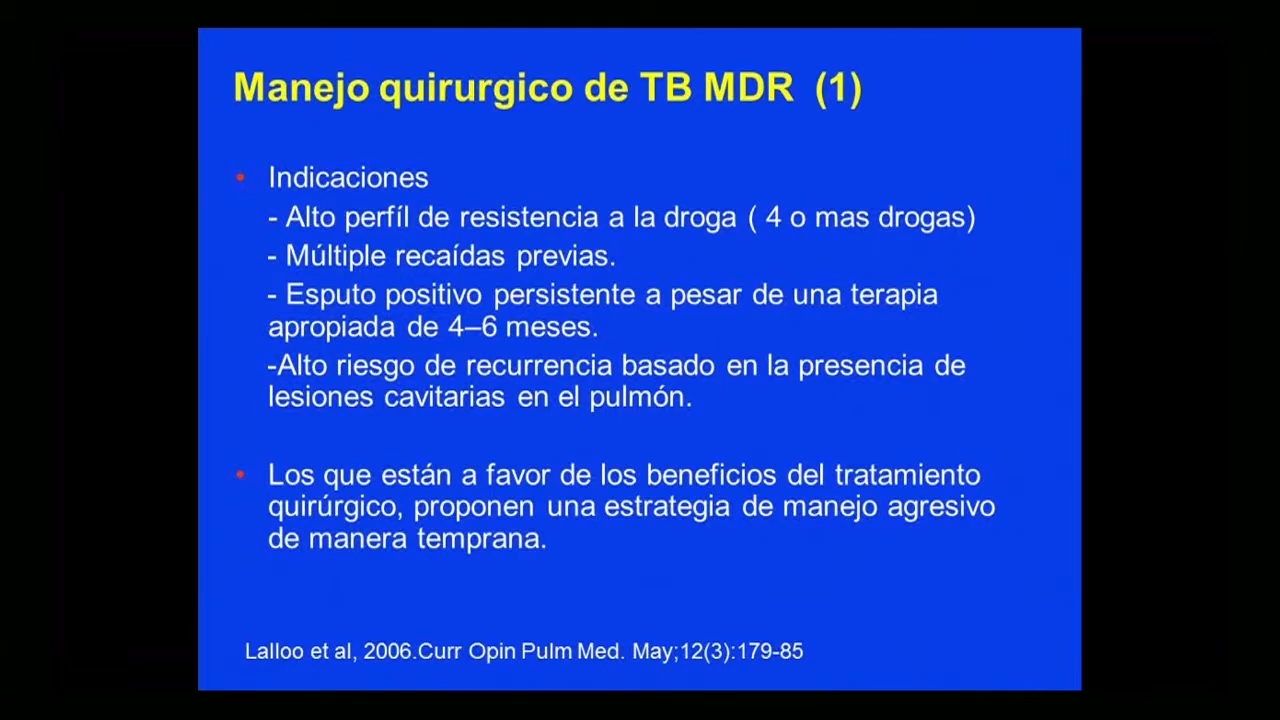 Manejo quirurgico de TB MDR (1)
• Indicaciones
- Alto perfíl de resistencia a la droga ( 4 o mas drogas)
- Múltiple recaídas previas.
- Esputo positivo persistente a pesar de una terapia
apropiada de 4–6 meses.
-Alto riesgo de recurrencia basado en la presencia de
lesiones cavitarias en el pulmón.
• Los que están a favor de los beneficios del tratamiento
quirúrgico, proponen una estrategia de manejo agresivo
de manera temprana.
Lalloo et al, 2006.Curr Opin Pulm Med. May;12(3):179-85